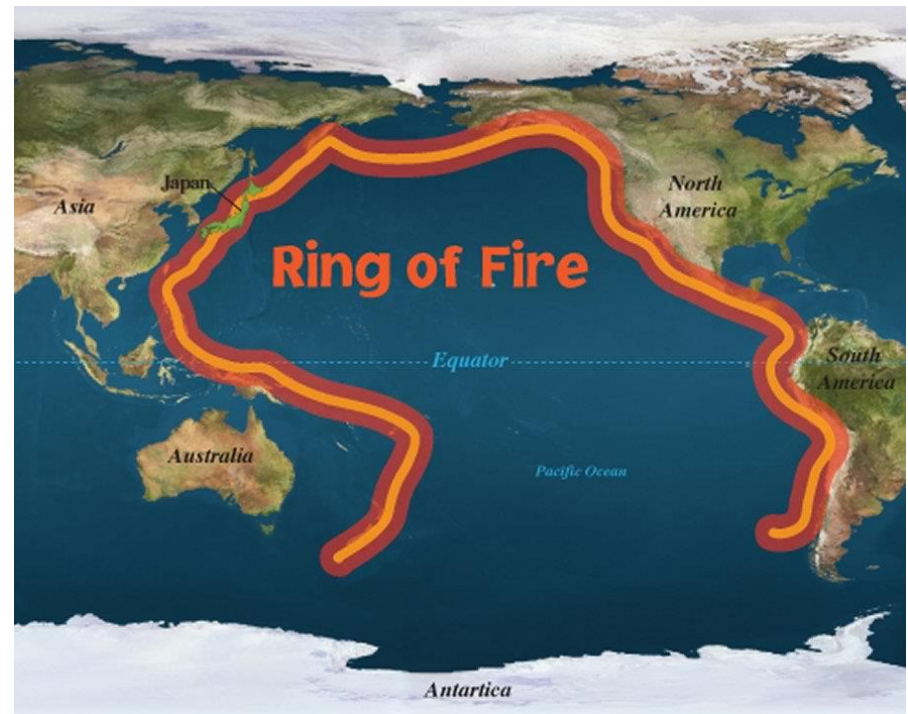 Japan
Asia
North
America
Ring of Fire
Equator
South
America
Australia
Pacific Ocean
Antartica